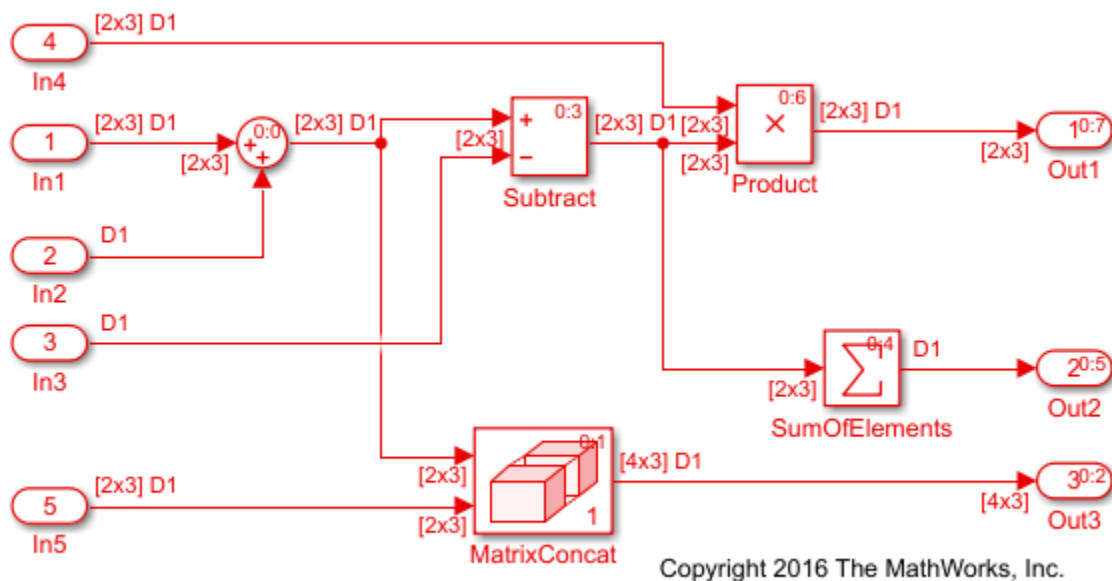 [2x3] D1
4
In4
0:6
[2x3] D1
×
[2x3]
[2x3]
Product
1 0:7
[2x3]
Out1
[2x3] D1
1
In1
[2x3]
0:0
+
+
[2x3] D1
0:3
+
−
[2x3]
[2x3] D1
Subtract
D1
2
In2
D1
3
In3
0:4
D1
[2x3]
SumOfElements
2 0:5
Out2
[2x3] D1
5
In5
0:1
[2x3]
[2x3]
1
MatrixConcat
[4x3] D1
3 0:2
[4x3]
Out3
Copyright 2016 The MathWorks, Inc.